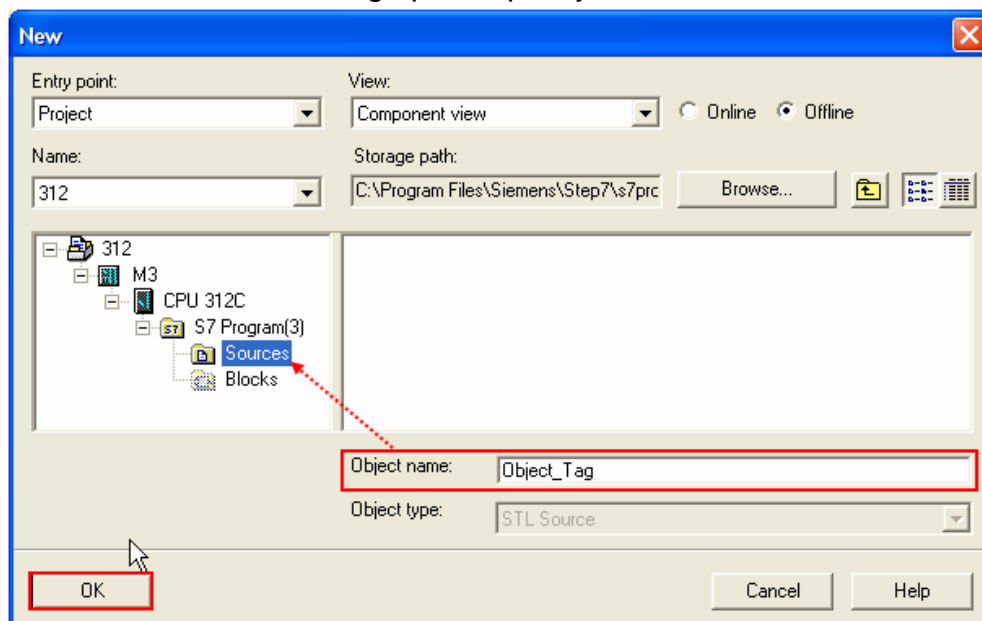 New
Entry point:
View:
Project
Component view
Online
Offline
Name:
Storage path:
312
C:\Program Files\Siemens\Step7\s7prc
Browse...
312
M3
CPU 312C
S7 Program(3)
Sources
Blocks
Object name:
Object_Tag
Object type:
STL Source
OK
Cancel
Help